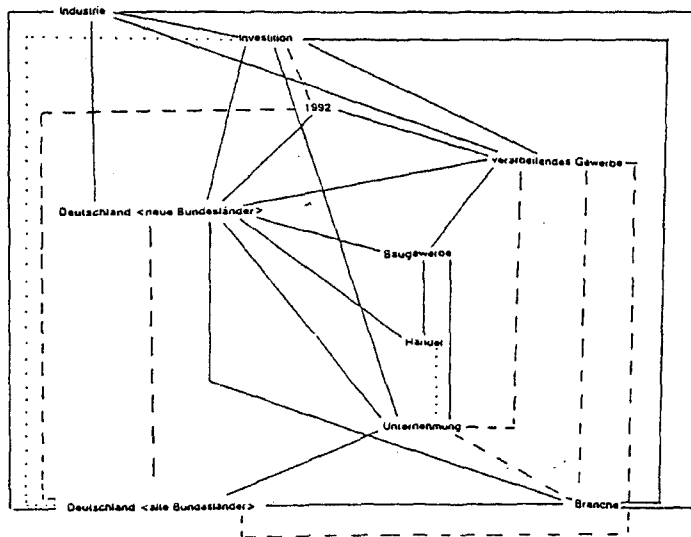 Industrie
Investition
1992
Verarbeitendes Gewerbe
Deutschland <neue Bundesländer>
Baugewerbe
Handel
Unternehmung
Deutschland <alte Bundesländer>
Branche